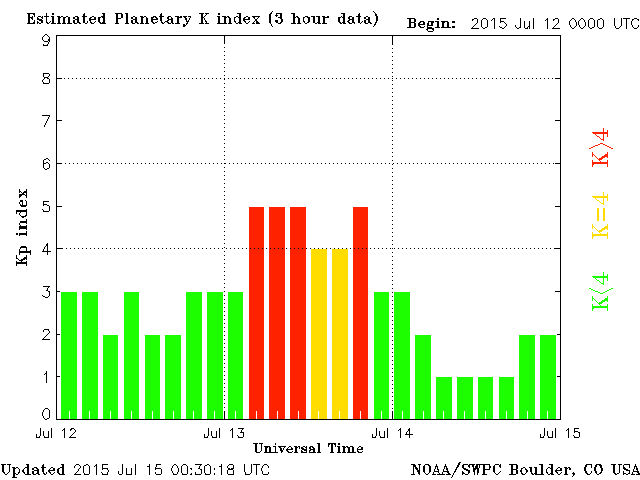 Estimated Planetary K index (3 hour data) Begin: 2015 Jul 12 0000 UTC
9
8
7
6
5
4
3
2
1
0
Kp index
K>4
K=4
K<4
Jul 12 Jul 13 Jul 14 Jul 15
Universal Time
Updated 2015 Jul 15 00:30:18 UTC NOAA/SWPC Boulder, CO USA